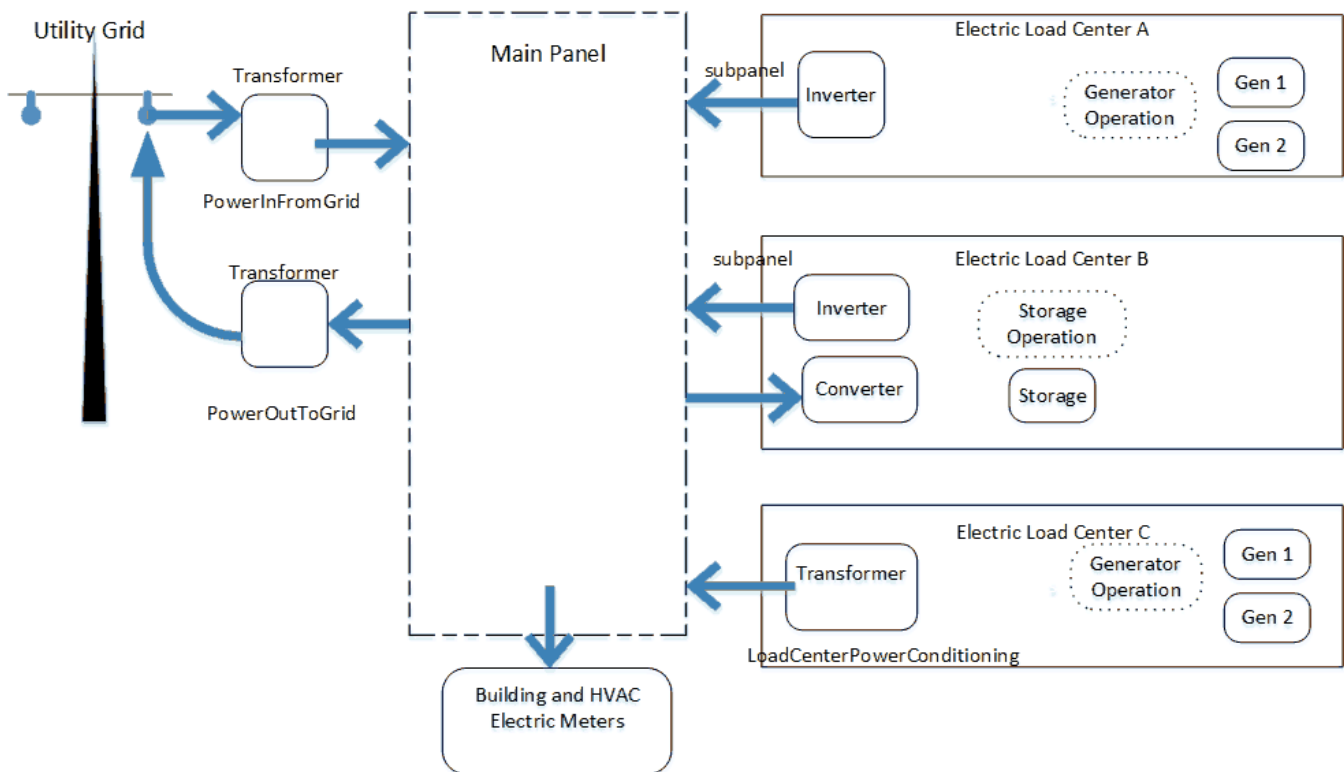 Utility Grid
Transformer
PowerInFromGrid
Transformer
PowerOutToGrid
Main Panel
Building and HVAC
Electric Meters
Electric Load Center A
subpanel
Inverter
Generator
Operation
Gen 1
Gen 2
Electric Load Center B
subpanel
Inverter
Storage
Operation
Converter
Storage
Electric Load Center C
Transformer
Generator
Operation
Gen 1
Gen 2
LoadCenterPowerConditioning